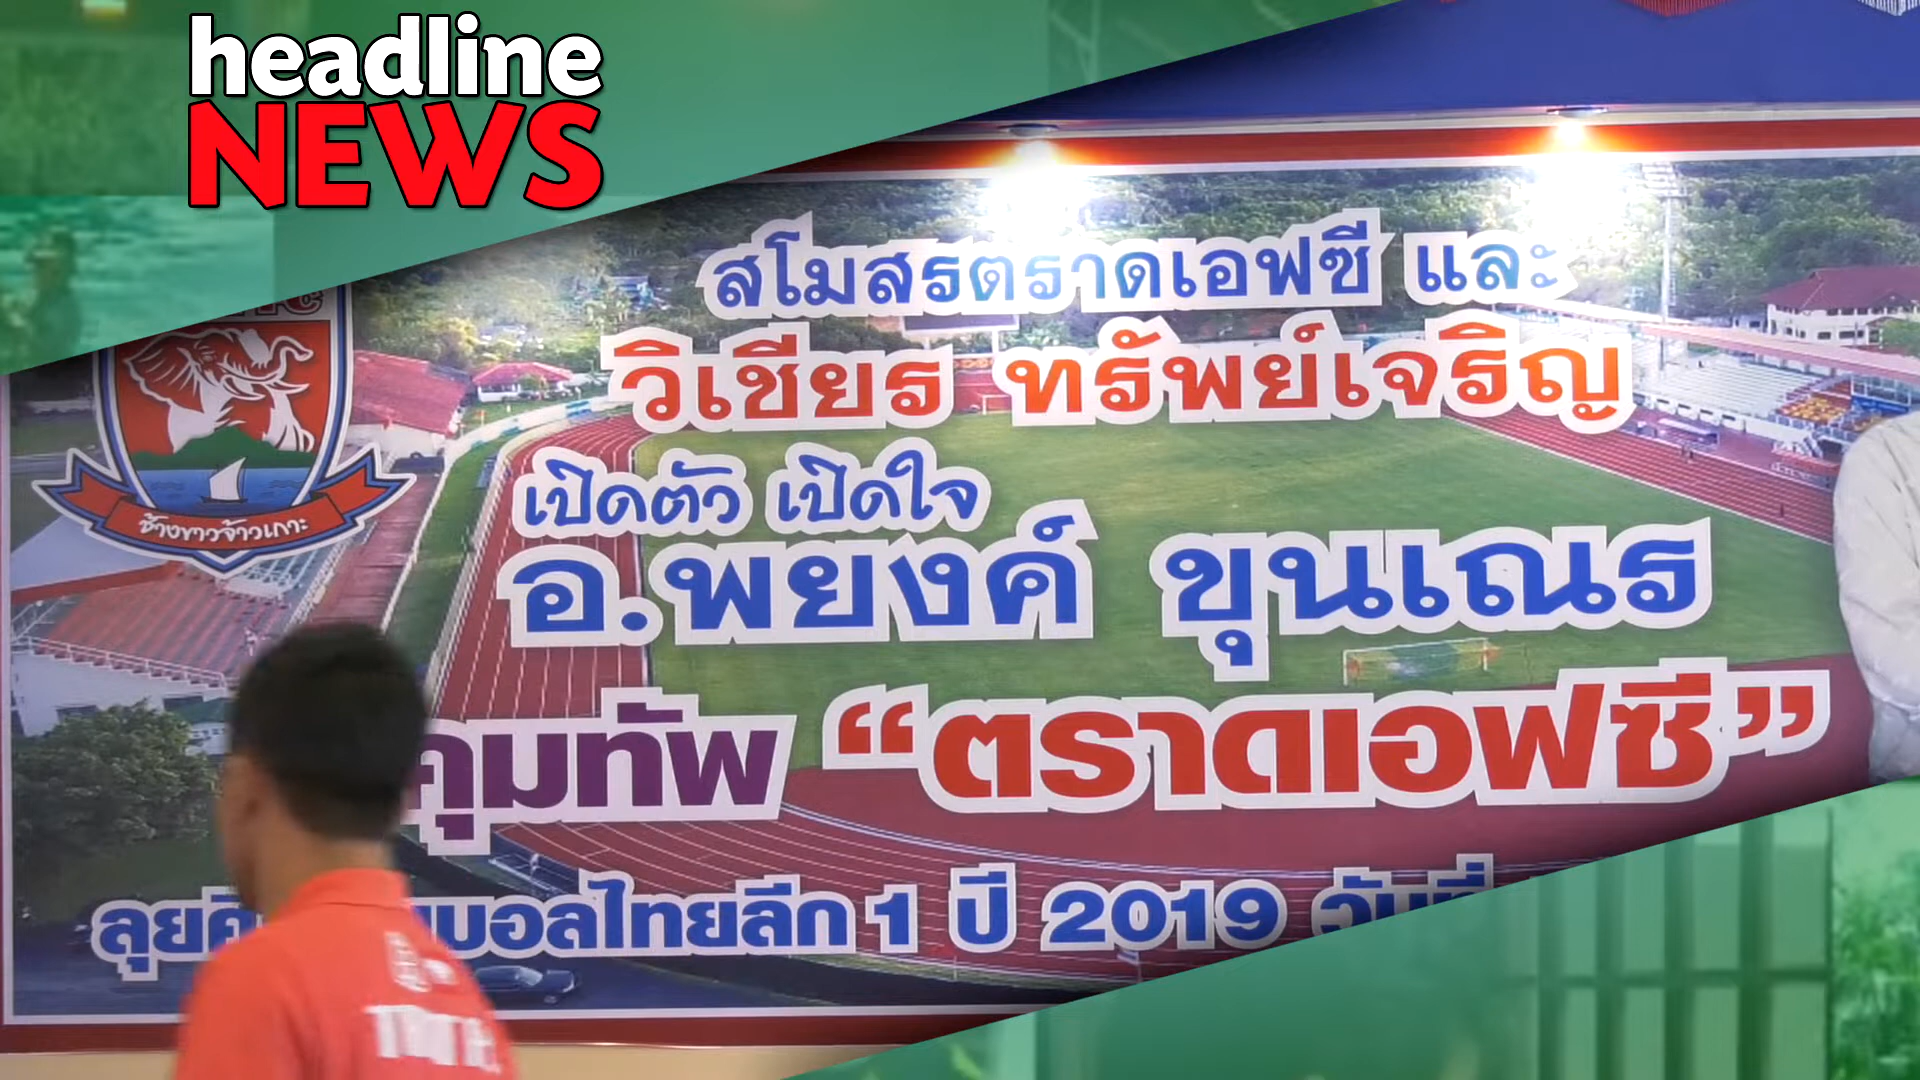 headline
NEWS
สโมสรตราดเอฟซี และ
วิเชียร ทรัพย์เจริญ
เปิดตัว เปิดใจ
อ.พยงค์ ขุนเณร
คุมทัพ “ตราดเอฟซี”
ช้างขาวจ้าวเกาะ
บอลไทยลีก 1 ปี 2019 วันที่